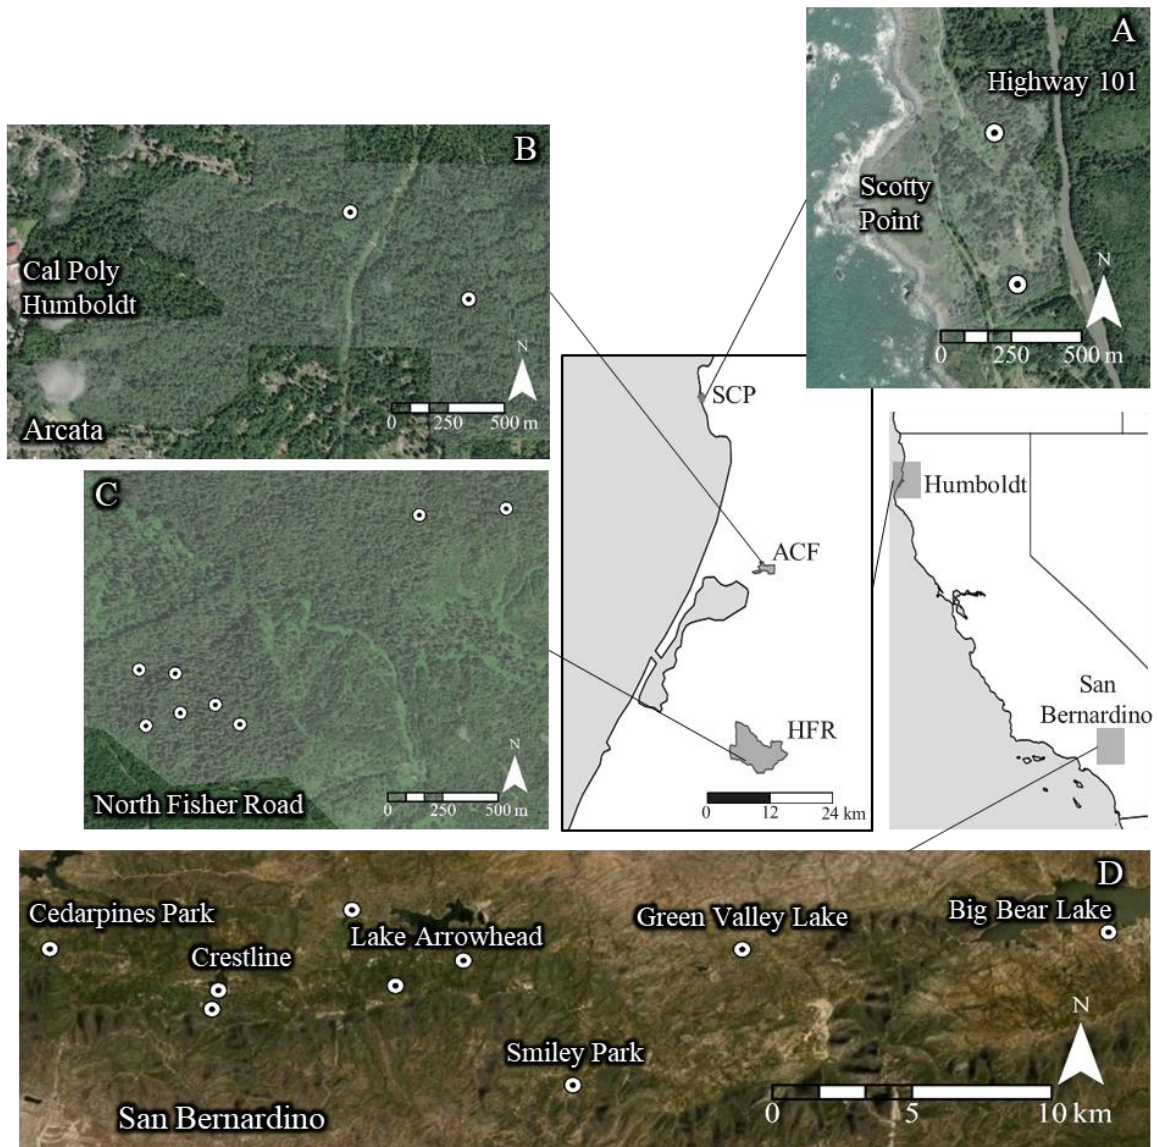 A
Highway 101
Scotty
Point
N
0 250 500 m
B
Cal Poly
Humboldt
Arcata
N
0 250 500 m
C
North Fisher Road
N
0 250 500 m
SCP
ACF
HFR
0 12 24 km
Humboldt
San
Bernardino
D
Cedarpines Park
Crestline
Lake Arrowhead
Green Valley Lake
Big Bear Lake
Smiley Park
San Bernardino
N
0 5 10 km